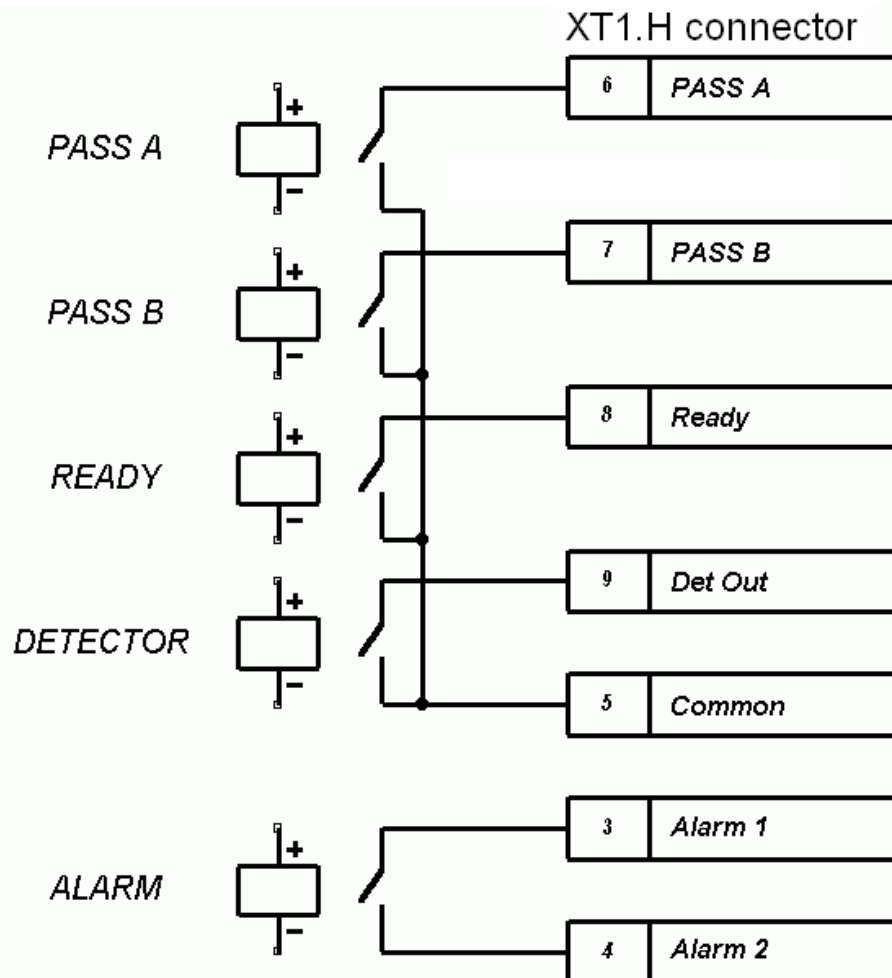 XT1.H connector
PASS A
+
-
6 PASS A
PASS B
+
-
7 PASS B
READY
+
-
8 Ready
DETECTOR
+
-
9 Det Out
5 Common
ALARM
+
-
3 Alarm 1
4 Alarm 2